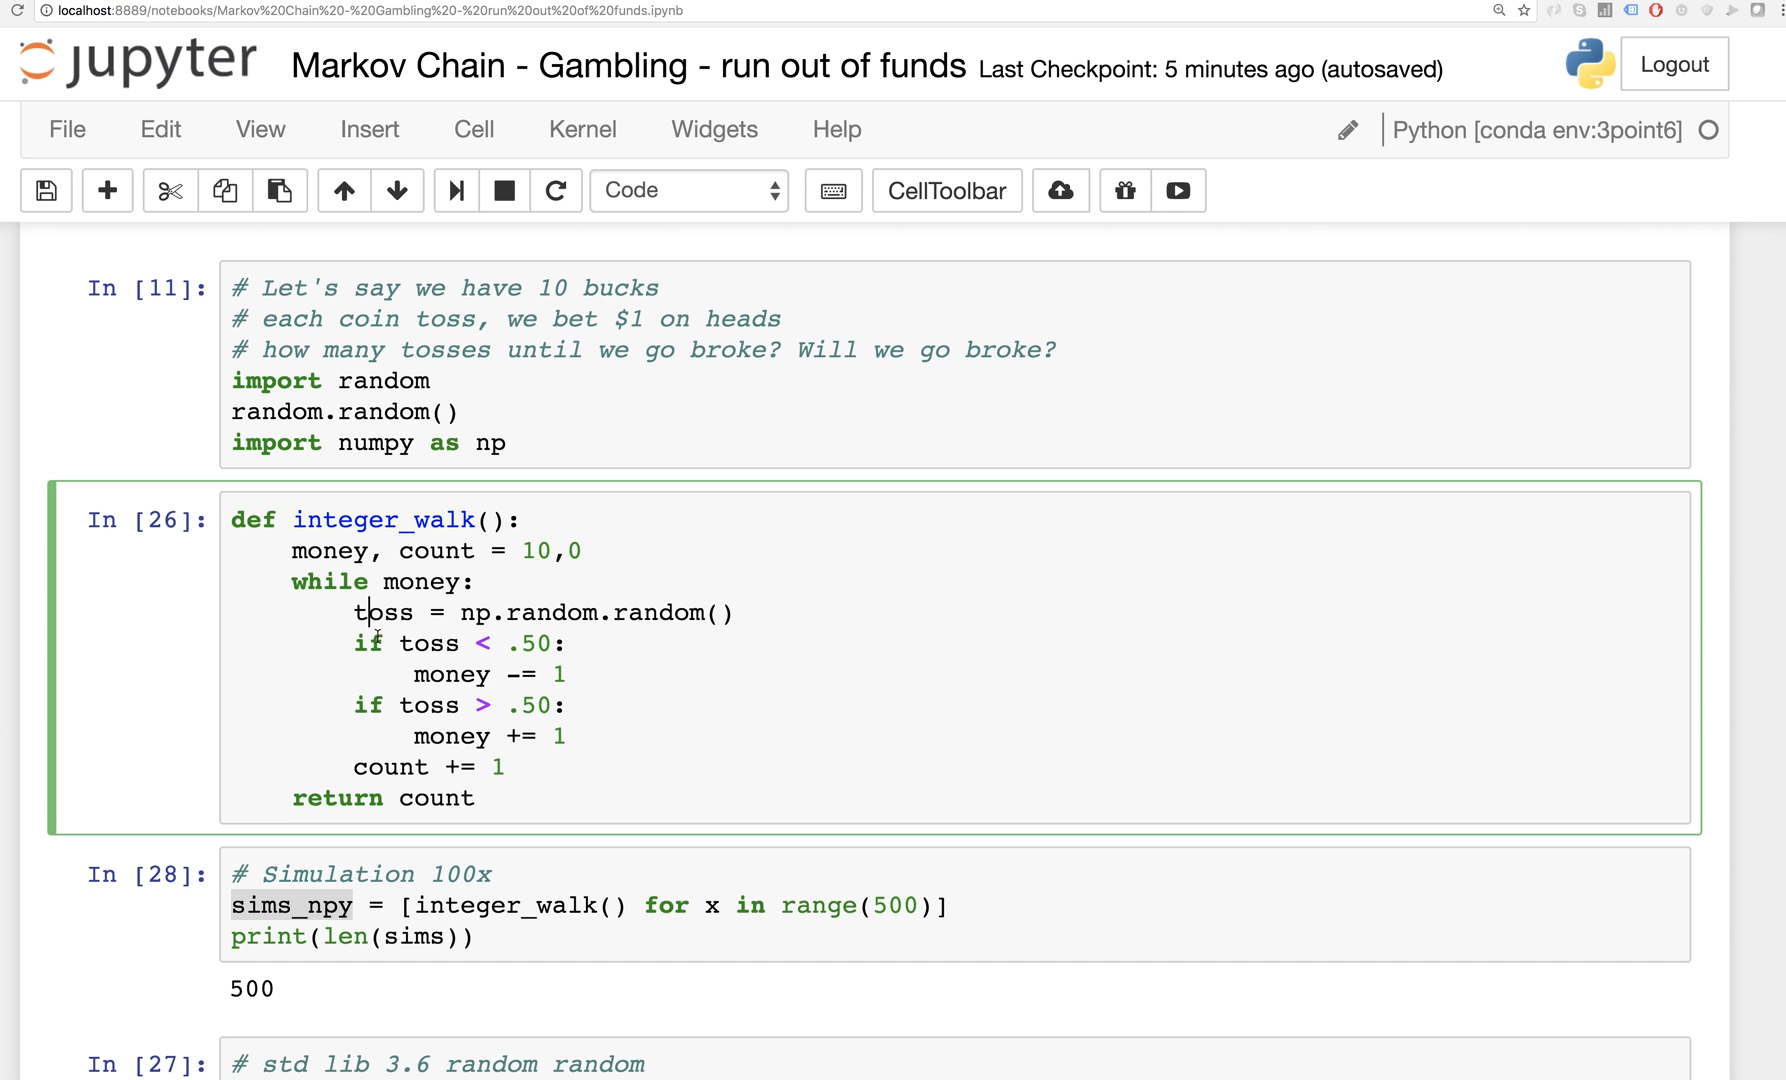 localhost:8889/notebooks/Markov%20Chain%20-%20Gambling%20-%20run%20out%20of%20funds.ipynb
jupyter Markov Chain - Gambling - run out of funds Last Checkpoint: 5 minutes ago (autosaved) Logout
File Edit View Insert Cell Kernel Widgets Help Python [conda env:3point6]
Code CellToolbar
In [11]: # Let's say we have 10 bucks
# each coin toss, we bet $1 on heads
# how many tosses until we go broke? Will we go broke?
import random
random.random()
import numpy as np
In [26]: def integer_walk():
money, count = 10,0
while money:
toss = np.random.random()
if toss < .50:
money -= 1
if toss > .50:
money += 1
count += 1
return count
In [28]: # Simulation 100x
sims_npy = [integer_walk() for x in range(500)]
print(len(sims))
500
In [27]: # std lib 3.6 random random